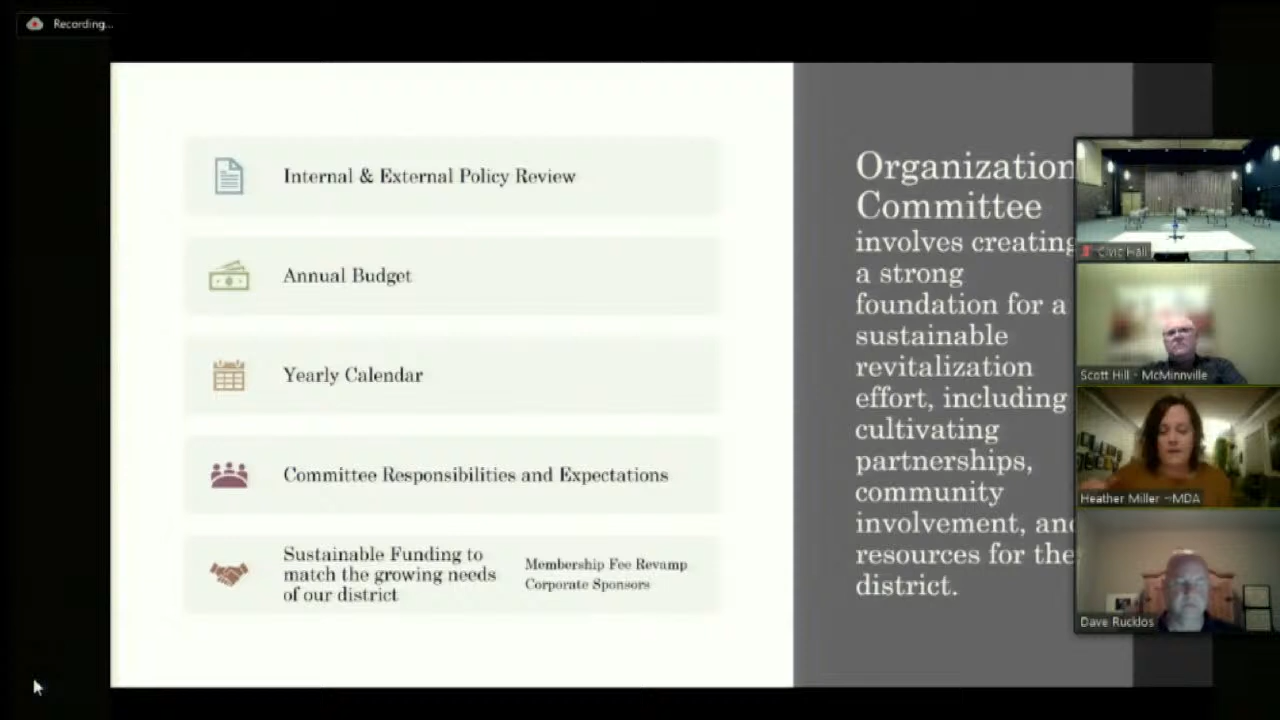 Recording...
Internal & External Policy Review
Annual Budget
Yearly Calendar
Committee Responsibilities and Expectations
Sustainable Funding to
match the growing needs
of our district
Membership Fee Revamp
Corporate Sponsors
Organization
Committee
involves creating
a strong
foundation for a
sustainable
revitalization
effort, including
cultivating
partnerships,
community
involvement, and
resources for the
district.
Civic Hall
Scott Hill - McMinnville
Heather Miller ~MDA
Dave Rucklos